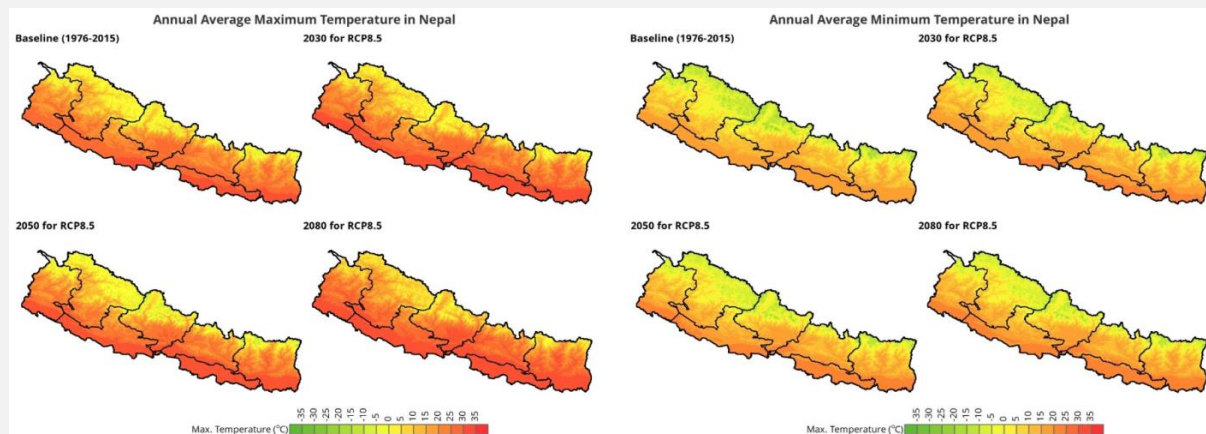 Annual Average Maximum Temperature in Nepal
Baseline (1976-2015)
2030 for RCP8.5
2050 for RCP8.5
2080 for RCP8.5
Max. Temperature (°C)
-35 -30 -25 -20 -15 -10 -5 0 5 10 15 20 25 30 35
Annual Average Minimum Temperature in Nepal
Baseline (1976-2015)
2030 for RCP8.5
2050 for RCP8.5
2080 for RCP8.5
Max. Temperature (°C)
-35 -30 -25 -20 -15 -10 -5 0 5 10 15 20 25 30 35